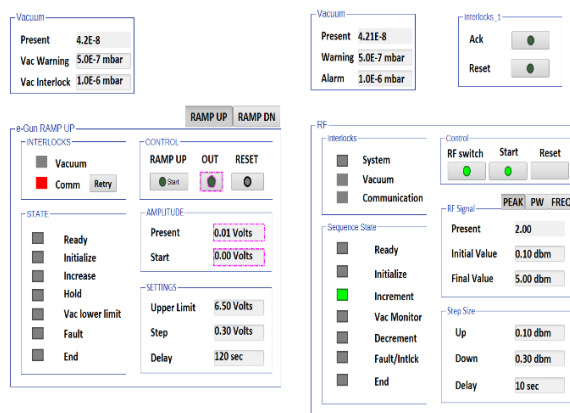 Vacuum
Present 4.2E-8
Vac Warning 5.0E-7 mbar
Vac Interlock 1.0E-6 mbar
RAMP UP RAMP DN
e-Gun RAMP UP
INTERLOCKS
Vacuum
Comm Retry
CONTROL
RAMP UP OUT RESET
Start
STATE
Ready
Initialize
Increase
Hold
Vac lower limit
Fault
End
AMPLITUDE
Present 0.01 Volts
Start 0.00 Volts
SETTINGS
Upper Limit 6.50 Volts
Step 0.30 Volts
Delay 120 sec
Vacuum
Present 4.21E-8
Warning 5.0E-7 mbar
Alarm 1.0E-6 mbar
Interlocks_1
Ack
Reset
RF
Interlocks
System
Vacuum
Communication
Control
RF switch Start Reset
Sequence State
Ready
Initialize
Increment
Vac Monitor
Decrement
Fault/Intlck
End
PEAK PW FREQ
RF Signal
Present 2.00
Initial Value 0.10 dbm
Final Value 5.00 dbm
Step Size
Up 0.10 dbm
Down 0.30 dbm
Delay 10 sec